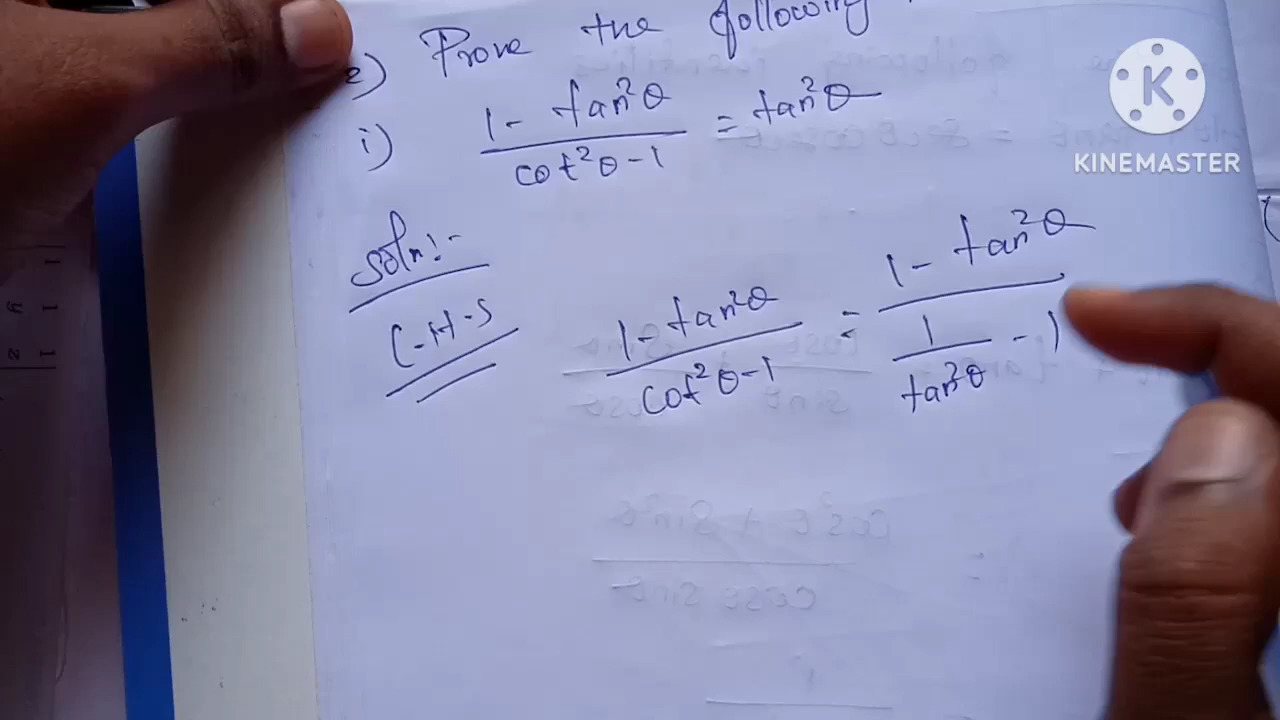 2) Prove the following
i) 1 - tan²θ / cot²θ - 1 = tan²θ
KINEMASTER
Soln:-
L-H-S
1 - tan²θ / cot²θ - 1 = 1 - tan²θ / 1/tan²θ - 1